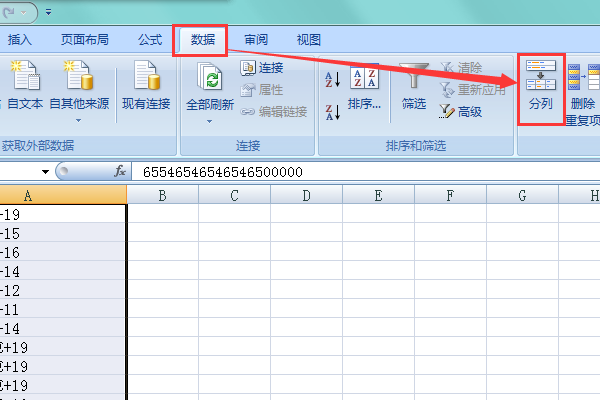 插入 页面布局 公式 数据 审阅 视图
自文本 自其他来源 现有连接 全部刷新 连接 属性 编辑链接
A Z Z A 排序... 筛选 清除 重新应用 高级 分列 删除
重复项
获取外部数据 连接 排序和筛选
fx 65546546546546500000
A B C D E F G H
+19
+15
+16
+14
+12
+11
+14
E+19
E+19
E+19